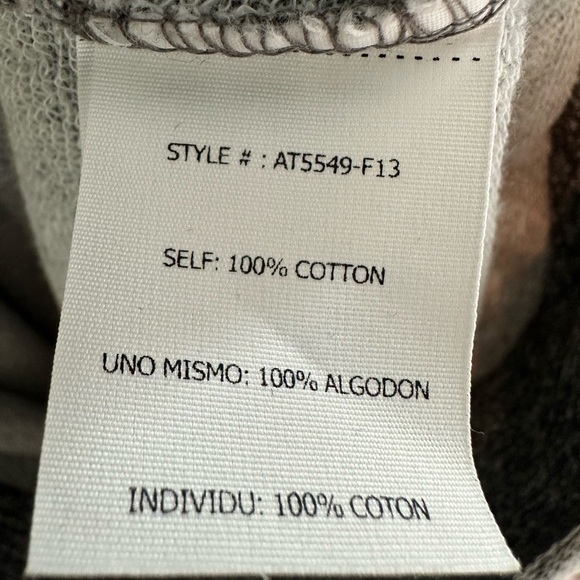 STYLE # : AT5549-F13
SELF: 100% COTTON
UNO MISMO: 100% ALGODON
INDIVIDU: 100% COTON